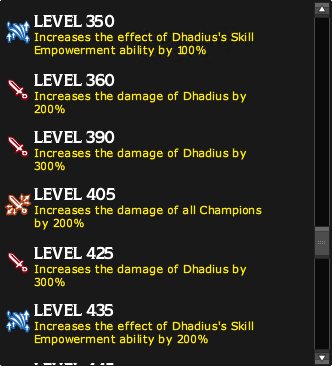 LEVEL 350
Increases the effect of Dhadius's Skill
Empowerment ability by 100%
LEVEL 360
Increases the damage of Dhadius by
200%
LEVEL 390
Increases the damage of Dhadius by
300%
LEVEL 405
Increases the damage of all Champions
by 200%
LEVEL 425
Increases the damage of Dhadius by
300%
LEVEL 435
Increases the effect of Dhadius's Skill
Empowerment ability by 200%